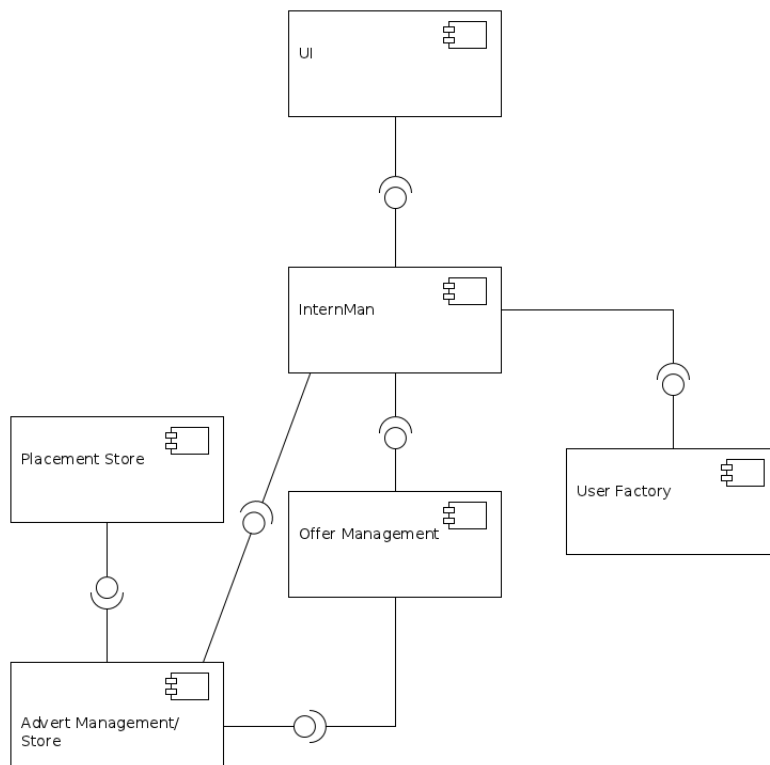 UI
InternMan
Placement Store
Offer Management
User Factory
Advert Management/
Store